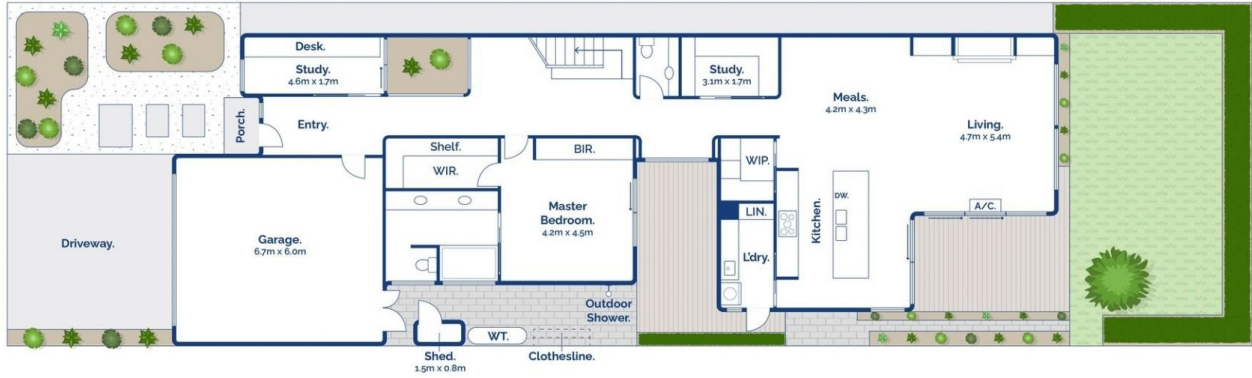 Desk.
Study.
4.6m x 1.7m
Study.
3.1m x 1.7m
Meals.
4.2m x 4.3m
Living.
4.7m x 5.4m
Porch.
Entry.
Shelf.
WIR.
BIR.
WIP.
Master
Bedroom.
4.2m x 4.5m
LIN.
Kitchen.
DW.
A/C.
Driveway.
Garage.
6.7m x 6.0m
L'dry.
Outdoor
Shower.
WT.
Shed.
1.5m x 0.8m
Clothesline.